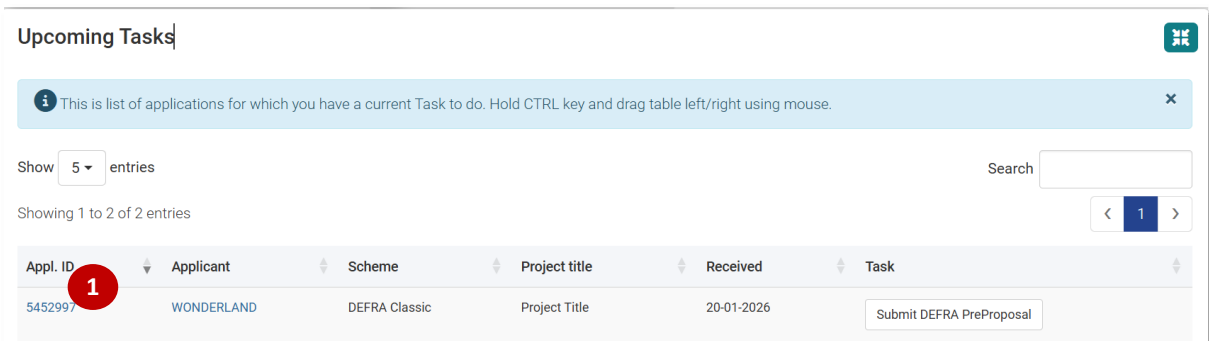 Upcoming Tasks
This is list of applications for which you have a current Task to do. Hold CTRL key and drag table left/right using mouse.
Show 5 entries
Search
Showing 1 to 2 of 2 entries
1
Appl. ID Applicant Scheme Project title Received Task
1
5452997 WONDERLAND DEFRA Classic Project Title 20-01-2026 Submit DEFRA PreProposal